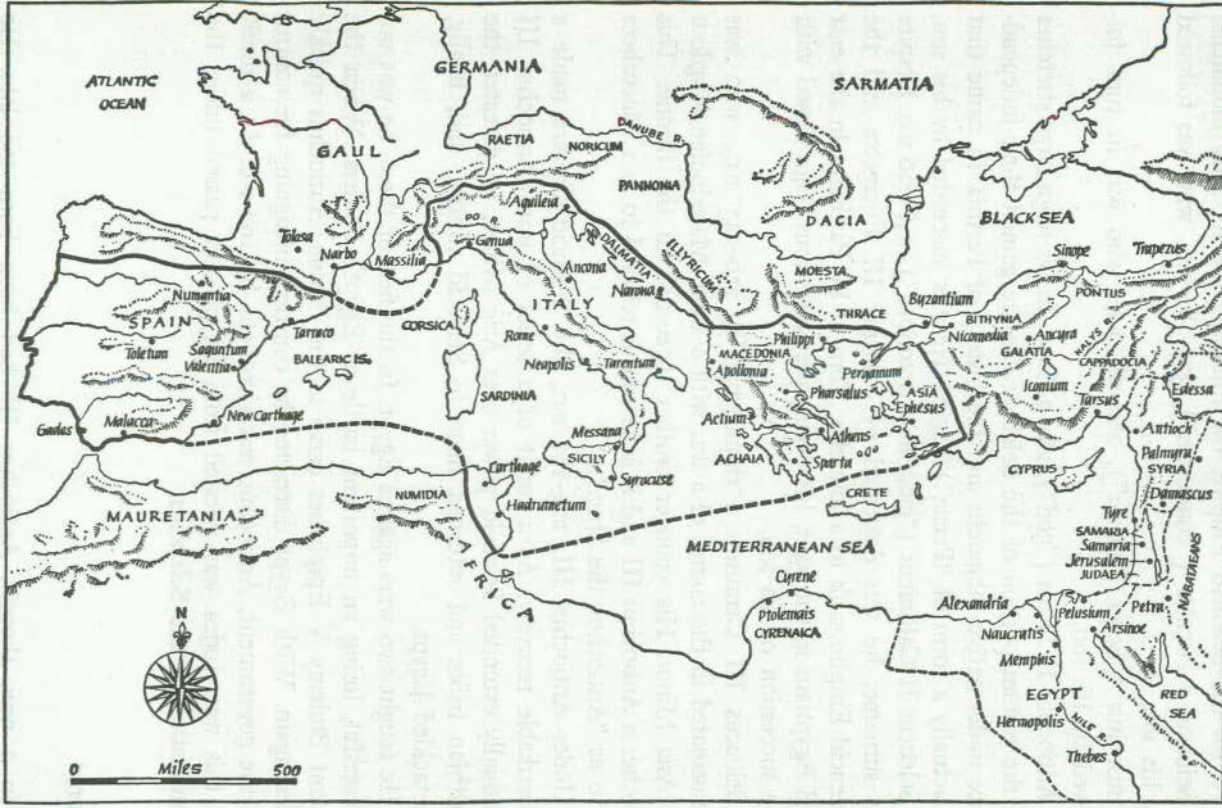 ATLANTIC
OCEAN
GERMANIA
SARMATIA
GAUL
RAETIA
NORICUM
DANUBE R.
PANNONIA
DACIA
BLACK SEA
Aquileia
PO R.
Genua
Tolosa
Narbo
Massilia
DALMATIA
ILLYRICUM
MOESTA
Sinope
Trapezus
PONTUS
Ancona
ITALY
Narona
THRACE
Byzantium
BITHYNIA
Nicomedia
Ancyra
GALATIA
HALYS R.
CAPPADOCIA
Numantia
SPAIN
Toletum
Saguntum
Valentia
Tarraco
BALEARIC IS.
CORSICA
Rome
Neapolis
Tarentum
SARDINIA
Philippi
MACEDONIA
Apollonia
Pharsalus
Pergamum
ASIA
Ephesus
Iconium
Tarsus
Edessa
Actium
Athens
ACHAIA
Sparta
Antioch
Palmyra
SYRIA
CYPRUS
Damascus
Gades
Malacca
New Carthage
Messana
SICILY
Syracuse
CRETE
Tyre
SAMARIA
Samaria
Jerusalem
JUDAEA
NABATAEANS
Carthage
Hadrumetum
NUMIDIA
MAURETANIA
AFRICA
MEDITERRANEAN SEA
Cyrene
Ptolemais
CYRENAICA
Alexandria
Naucratis
Pelusium
Arsinoe
Petra
Memphis
EGYPT
Hermopolis
NILE R.
Thebes
RED
SEA
N
0 Miles 500